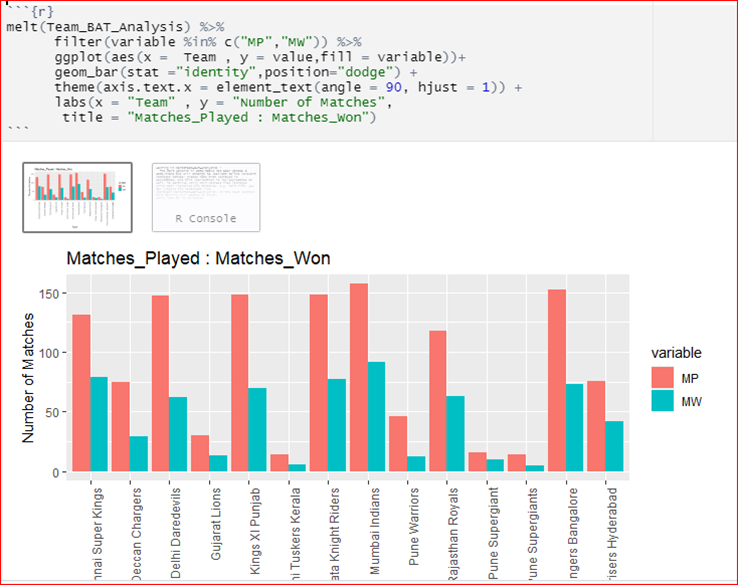 ```{r}
melt(Team_BAT_Analysis) %>%
filter(variable %in% c("MP","MW")) %>%
ggplot(aes(x = Team , y = value,fill = variable))+
geom_bar(stat ="identity",position="dodge") +
theme(axis.text.x = element_text(angle = 90, hjust = 1)) +
labs(x = "Team" , y = "Number of Matches",
title = "Matches_Played : Matches_Won")
```
R Console
Matches_Played : Matches_Won
Number of Matches
150
100
50
0
variable
MP
MW
nnai Super Kings
Deccan Chargers
Delhi Daredevils
Gujarat Lions
Kings XI Punjab
hi Tuskers Kerala
ata Knight Riders
Mumbai Indians
Pune Warriors
Rajasthan Royals
Pune Supergiant
Pune Supergiants
ngers Bangalore
risers Hyderabad